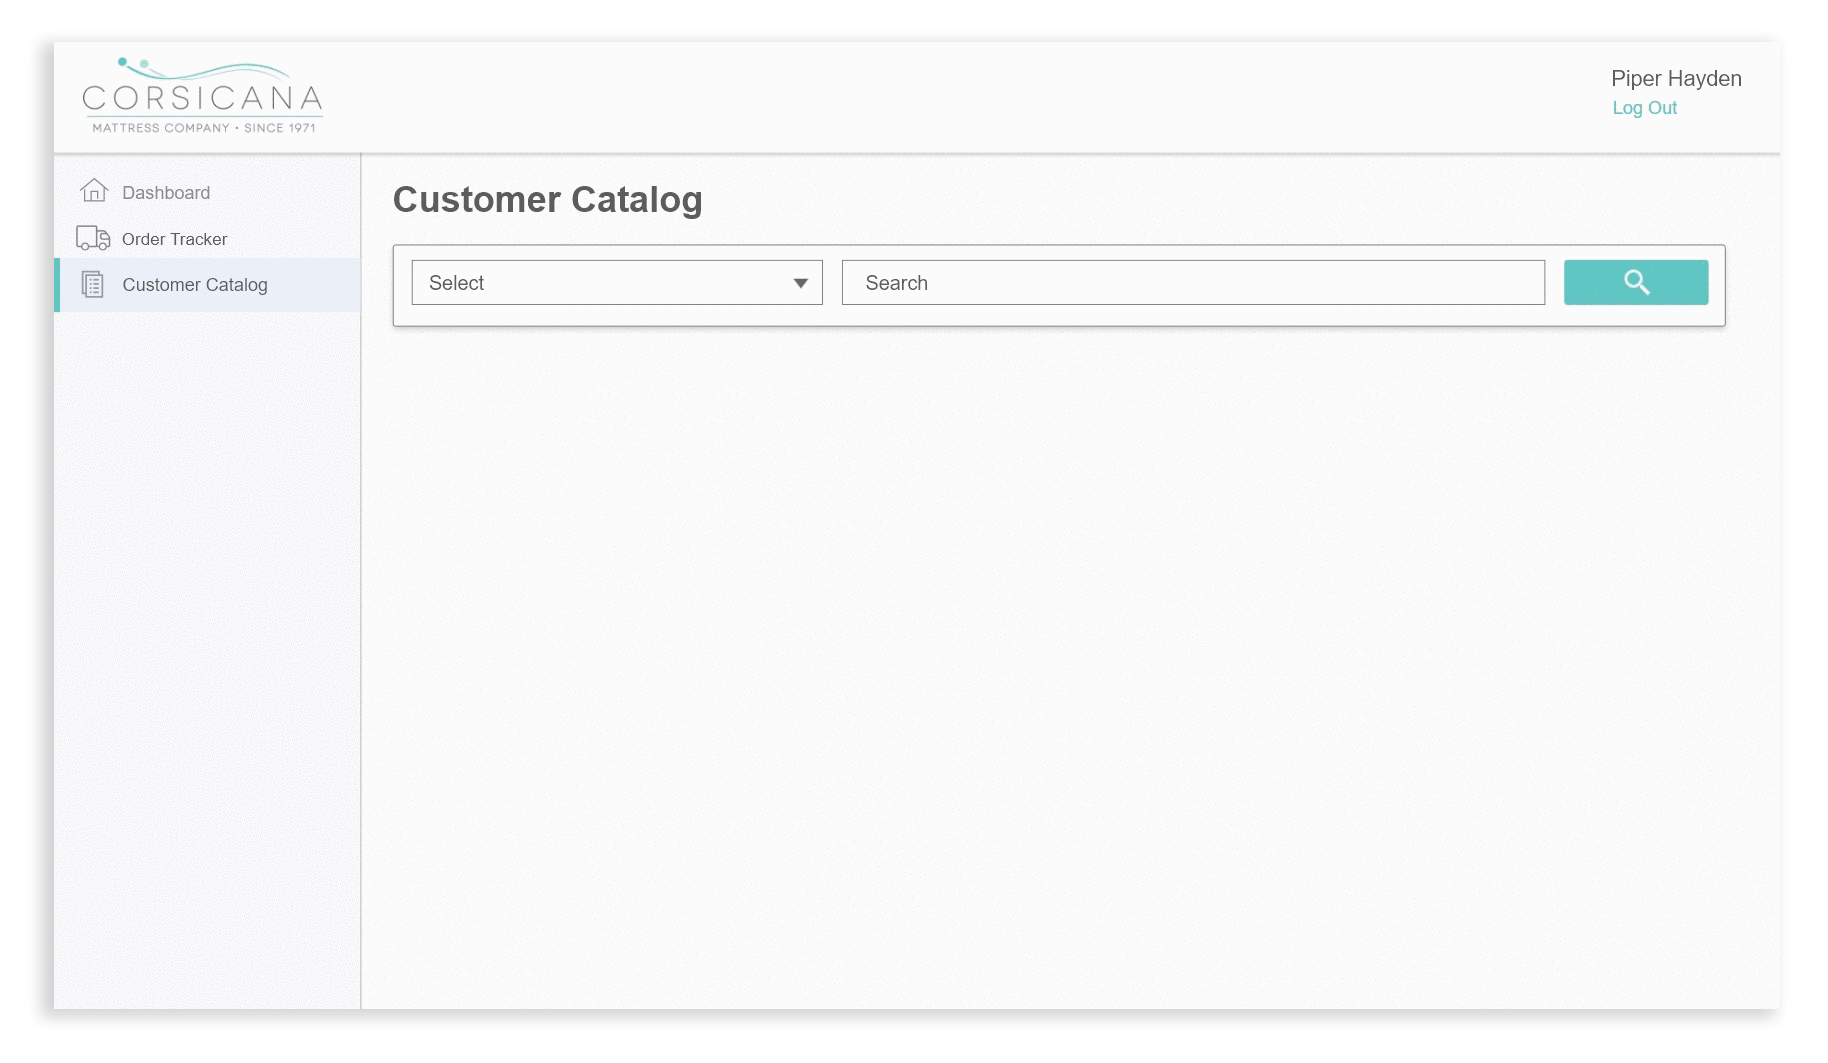 CORSICANA
MATTRESS COMPANY • SINCE 1971
Piper Hayden
Log Out
Dashboard
Order Tracker
Customer Catalog
Customer Catalog
Select
Search